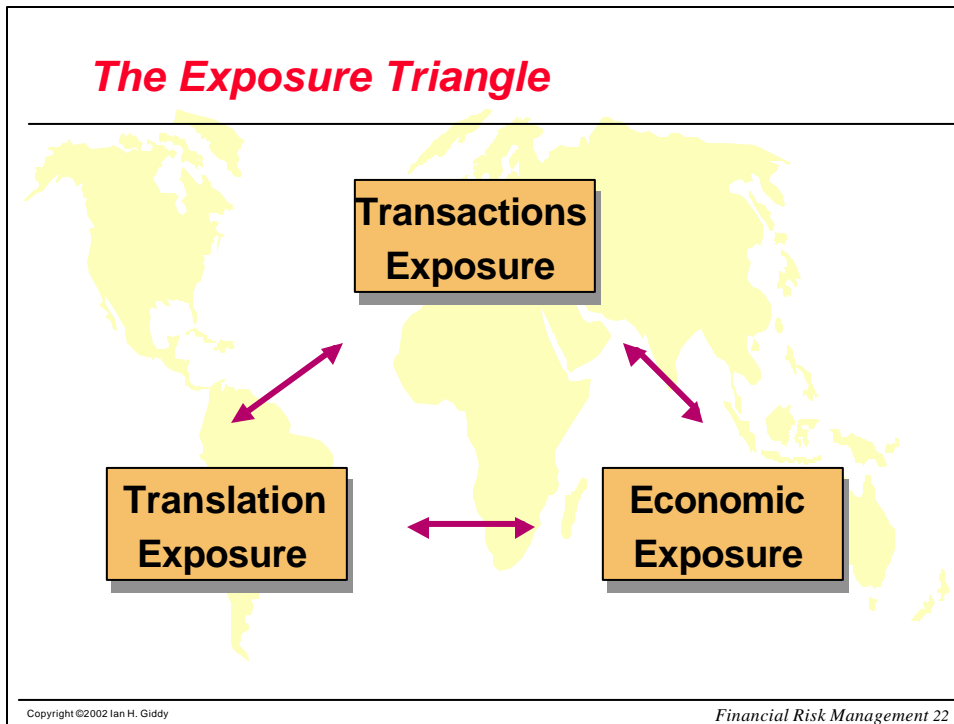 The Exposure Triangle
Transactions
Exposure
Translation
Exposure
Economic
Exposure
Copyright ©2002 Ian H. Giddy
Financial Risk Management 22